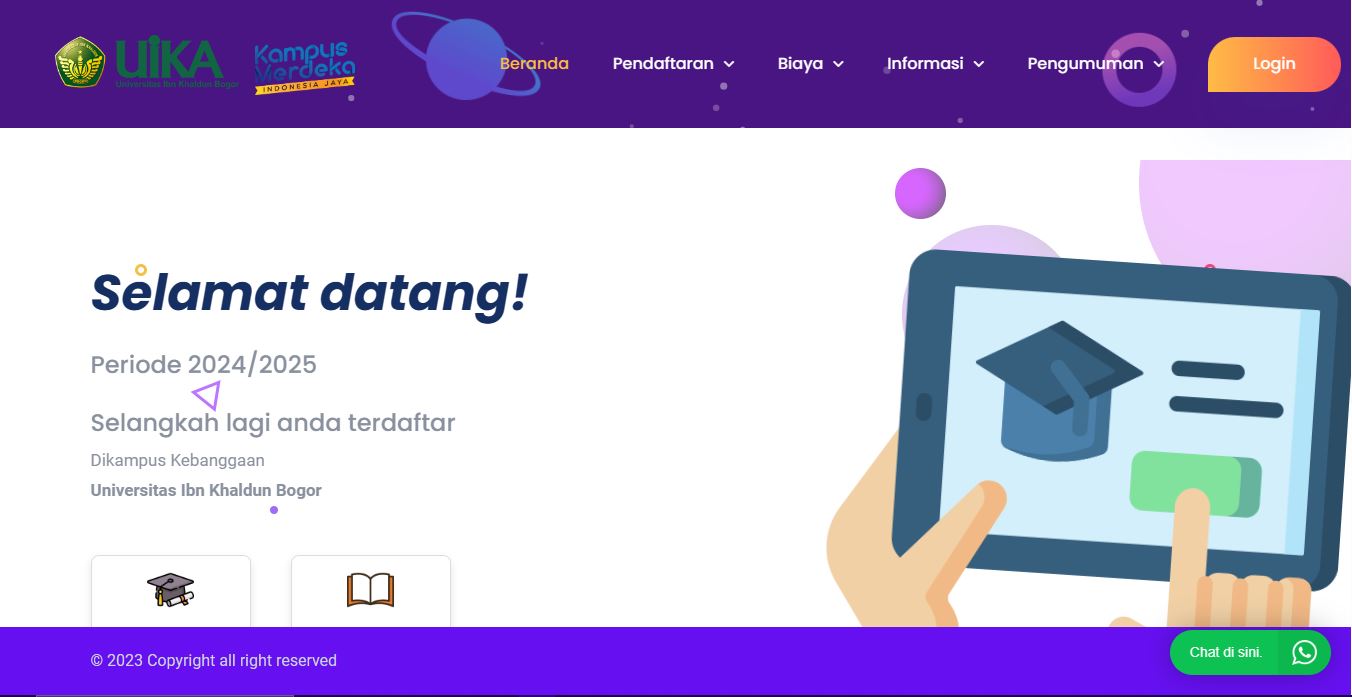 UIKA
Universitas Ibn Khaldun Bogor
Kampus
Merdeka
INDONESIA JAYA
Beranda
Pendaftaran
Biaya
Informasi
Pengumuman
Login
Selamat datang!
Periode 2024/2025
Selangkah lagi anda terdaftar
Dikampus Kebanggaan
Universitas Ibn Khaldun Bogor
© 2023 Copyright all right reserved
Chat di sini.